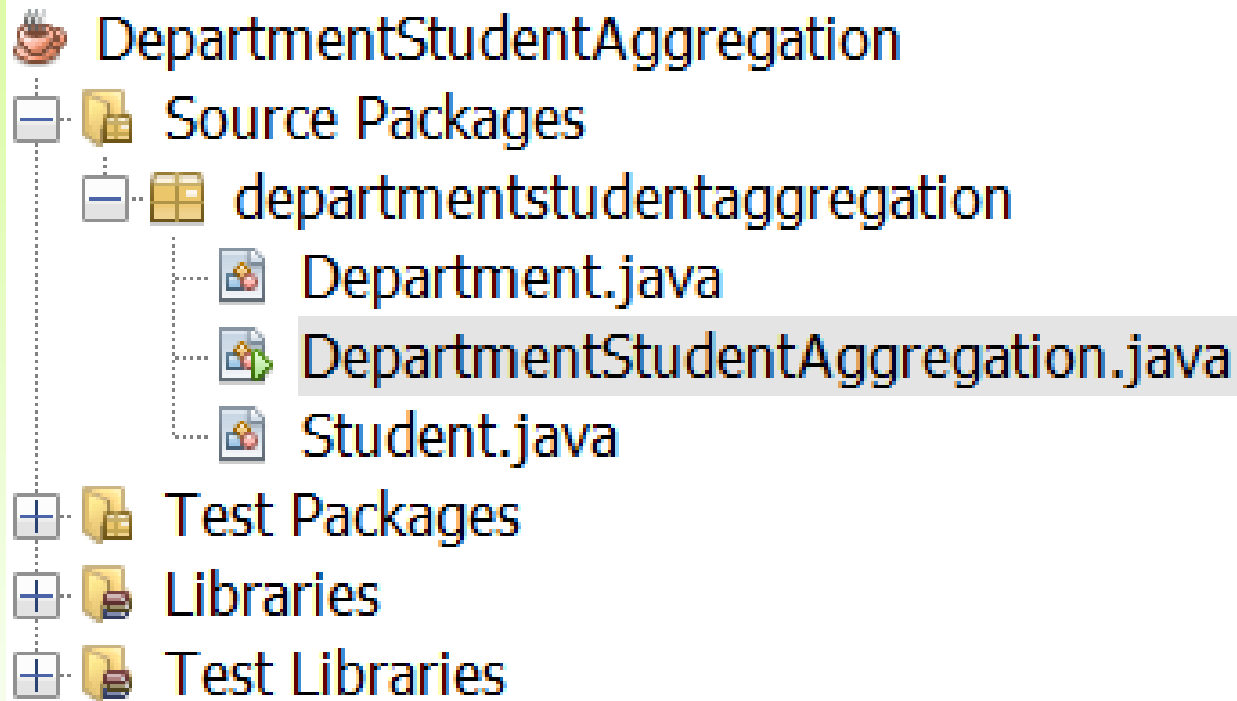 DepartmentStudentAggregation
Source Packages
departmentstudentaggregation
Department.java
DepartmentStudentAggregation.java
Student.java
Test Packages
Libraries
Test Libraries